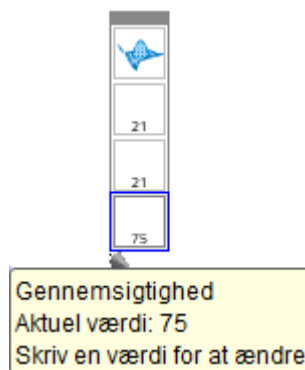 21
21
75
Gennemsigtighed
Aktuel værdi: 75
Skriv en værdi for at ændre